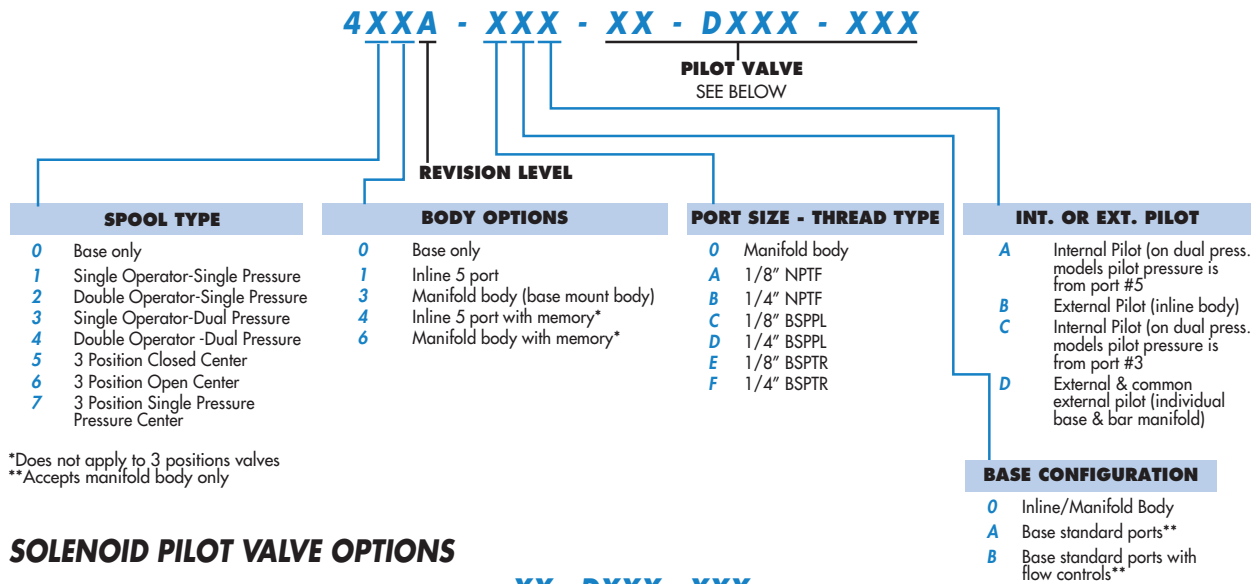 4XXA - XXX - XX - DXXX - XXX
PILOT VALVE
SEE BELOW
REVISION LEVEL
SPOOL TYPE
0 Base only
1 Single Operator-Single Pressure
2 Double Operator-Single Pressure
3 Single Operator-Dual Pressure
4 Double Operator -Dual Pressure
5 3 Position Closed Center
6 3 Position Open Center
7 3 Position Single Pressure
Pressure Center
*Does not apply to 3 positions valves
**Accepts manifold body only
BODY OPTIONS
0 Base only
1 Inline 5 port
3 Manifold body (base mount body)
4 Inline 5 port with memory*
6 Manifold body with memory*
PORT SIZE - THREAD TYPE
0 Manifold body
A 1/8" NPTF
B 1/4" NPTF
C 1/8" BSPPL
D 1/4" BSPPL
E 1/8" BSPTR
F 1/4" BSPTR
INT. OR EXT. PILOT
A Internal Pilot (on dual press.
models pilot pressure is
from port #5
B External Pilot (inline body)
C Internal Pilot (on dual press.
models pilot pressure is
from port #3
D External & common
external pilot (individual
base & bar manifold)
BASE CONFIGURATION
0 Inline/Manifold Body
A Base standard ports**
B Base standard ports with
flow controls**
SOLENOID PILOT VALVE OPTIONS
XX - DXXX - XXX